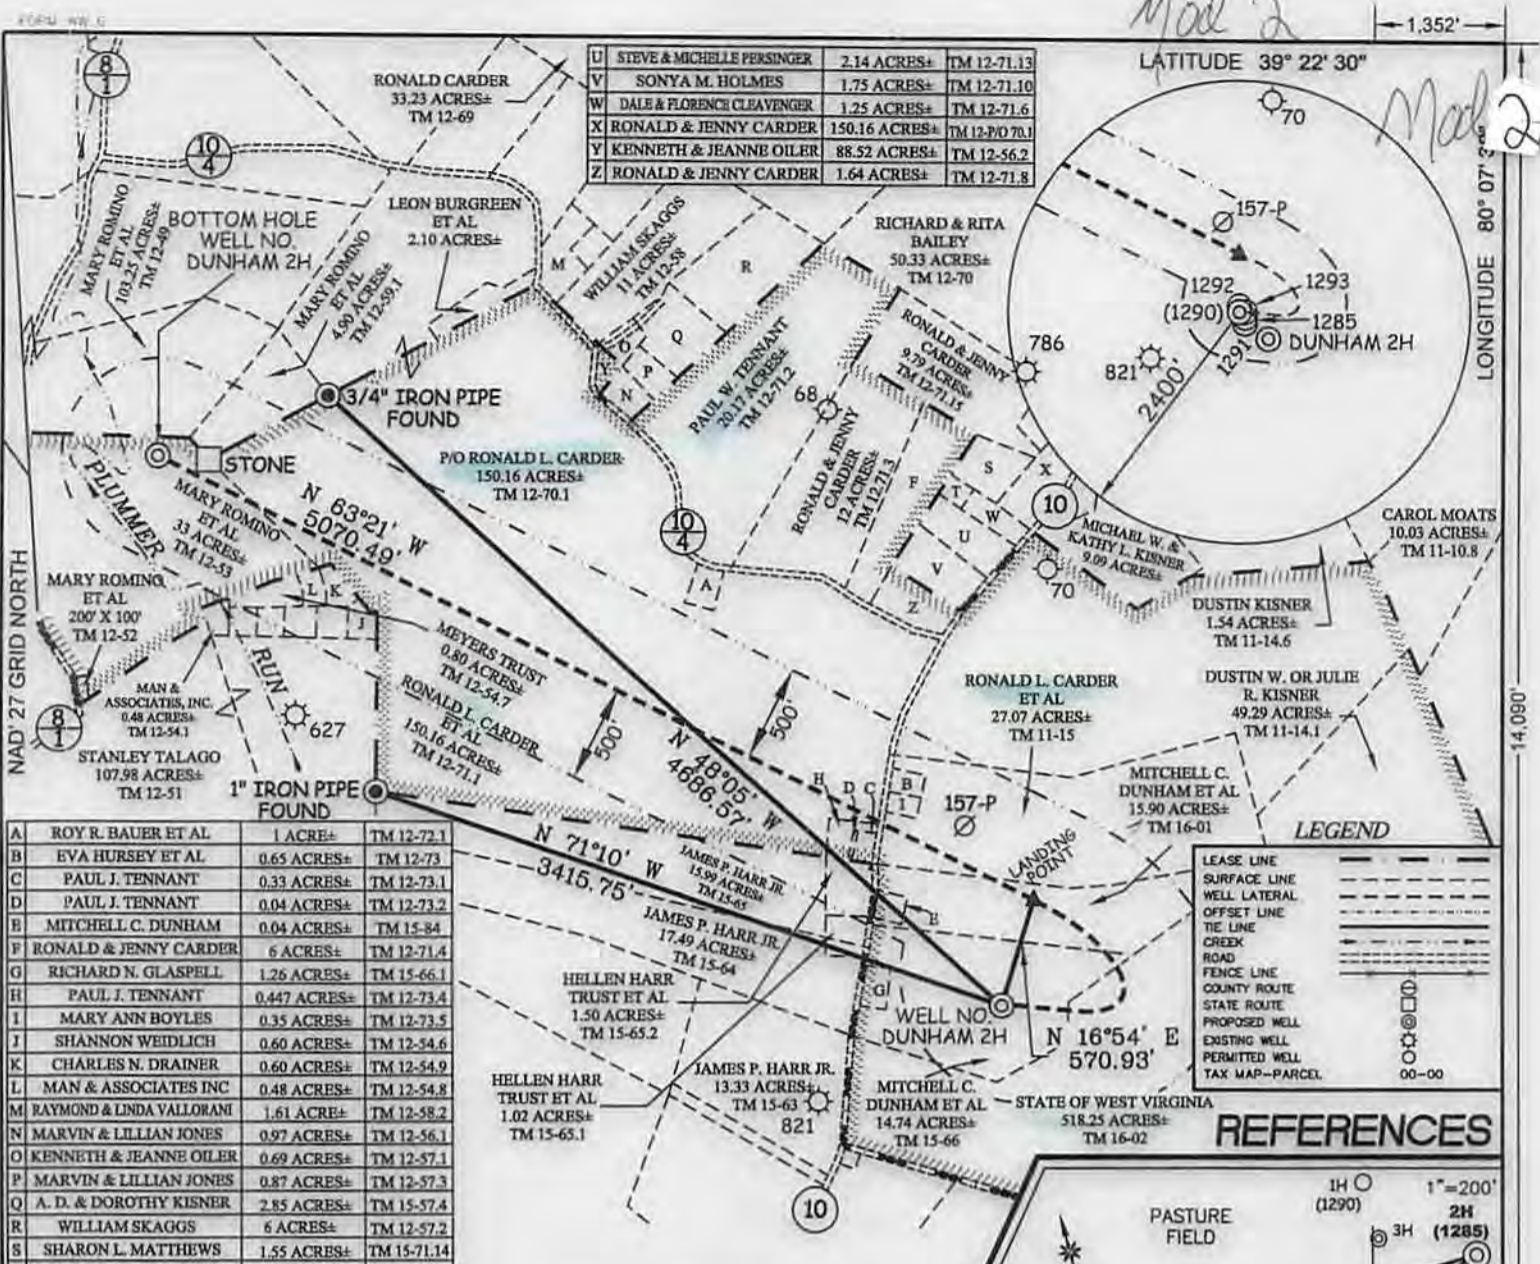 FORM WW 6
Mod 2
1,352'
LATITUDE 39° 22' 30"
Mod 2
LONGITUDE 80° 07'
14,090'
NAD' 27 GRID NORTH
U STEVE & MICHELLE PERSINGER 2.14 ACRES± TM 12-71.13
V SONYA M. HOLMES 1.75 ACRES± TM 12-71.10
W DALE & FLORENCE CLEAVENGER 1.25 ACRES± TM 12-71.6
X RONALD & JENNY CARDER 150.16 ACRES± TM 12-P/O 70.1
Y KENNETH & JEANNE OILER 88.52 ACRES± TM 12-56.2
Z RONALD & JENNY CARDER 1.64 ACRES± TM 12-71.8
8
1
10
4
RONALD CARDER
33.23 ACRES±
TM 12-69
MARY ROMINO
ET AL
103.25 ACRES±
TM 12-49
BOTTOM HOLE
WELL NO.
DUNHAM 2H
MARY ROMINO
ET AL
4.90 ACRES±
TM 12-59.1
LEON BURGREEN
ET AL
2.10 ACRES±
M
WILLIAM SKAGGS
11 ACRES±
TM 12-58
R
Q
O
P
N
RICHARD & RITA
BAILEY
50.33 ACRES±
TM 12-70
PAUL W. TENNANT
20.17 ACRES±
TM 12-71.2
RONALD & JENNY
CARDER
9.79 ACRES±
TM 12-71.15
68
RONALD & JENNY
CARDER
12 ACRES±
TM 12-71.3
F
S
X
T
W
U
V
Z
786
70
157-P
1292
(1290)
1293
1285
1291
DUNHAM 2H
821
2400'
3/4" IRON PIPE
FOUND
STONE
P/O RONALD L. CARDER
150.16 ACRES±
TM 12-70.1
PLUMMER
RUN
MARY ROMINO
ET AL
33 ACRES±
TM 12-53
N 63°21' W
5070.49'
10
4
A
10
70
MICHAEL W. &
KATHY L. KISNER
9.09 ACRES±
CAROL MOATS
10.03 ACRES±
TM 11-10.8
DUSTIN KISNER
1.54 ACRES±
TM 11-14.6
MARY ROMINO
ET AL
200' X 100'
TM 12-52
L K
J
MEYERS TRUST
0.80 ACRES±
TM 12-54.7
RONALD L. CARDER
ET AL
150.16 ACRES±
TM 12-71.1
MAN &
ASSOCIATES, INC.
0.48 ACRES±
TM 12-54.1
8
1
627
STANLEY TALAGO
107.98 ACRES±
TM 12-51
1" IRON PIPE
FOUND
500'
500'
N 48°05' W
4686.57'
RONALD L. CARDER
ET AL
27.07 ACRES±
TM 11-15
DUSTIN W. OR JULIE
R. KISNER
49.29 ACRES±
TM 11-14.1
MITCHELL C.
DUNHAM ET AL
15.90 ACRES±
TM 16-01
H D C
B
I
157-P
LANDING
POINT
N 71°10' W
3415.75'
JAMES P. HARR JR.
15.99 ACRES±
TM 15-65
JAMES P. HARR JR.
17.49 ACRES±
TM 15-64
E
G
HELLEN HARR
TRUST ET AL
1.50 ACRES±
TM 15-65.2
WELL NO.
DUNHAM 2H
N 16°54' E
570.93'
HELLEN HARR
TRUST ET AL
1.02 ACRES±
TM 15-65.1
JAMES P. HARR JR.
13.33 ACRES±
TM 15-63
821
MITCHELL C.
DUNHAM ET AL
14.74 ACRES±
TM 15-66
STATE OF WEST VIRGINIA
518.25 ACRES±
TM 16-02
10
A ROY R. BAUER ET AL 1 ACRE± TM 12-72.1
B EVA HURSEY ET AL 0.65 ACRES± TM 12-73
C PAUL J. TENNANT 0.33 ACRES± TM 12-73.1
D PAUL J. TENNANT 0.04 ACRES± TM 12-73.2
E MITCHELL C. DUNHAM 0.04 ACRES± TM 15-84
F RONALD & JENNY CARDER 6 ACRES± TM 12-71.4
G RICHARD N. GLASPELL 1.26 ACRES± TM 15-66.1
H PAUL J. TENNANT 0.447 ACRES± TM 12-73.4
I MARY ANN BOYLES 0.35 ACRES± TM 12-73.5
J SHANNON WEIDLICH 0.60 ACRES± TM 12-54.6
K CHARLES N. DRAINER 0.60 ACRES± TM 12-54.9
L MAN & ASSOCIATES INC 0.48 ACRES± TM 12-54.8
M RAYMOND & LINDA VALLORANI 1.61 ACRE± TM 12-58.2
N MARVIN & LILLIAN JONES 0.97 ACRES± TM 12-56.1
O KENNETH & JEANNE OILER 0.69 ACRES± TM 12-57.1
P MARVIN & LILLIAN JONES 0.87 ACRES± TM 12-57.3
Q A. D. & DOROTHY KISNER 2.85 ACRES± TM 15-57.4
R WILLIAM SKAGGS 6 ACRES± TM 12-57.2
S SHARON L. MATTHEWS 1.55 ACRES± TM 15-71.14
LEGEND
LEASE LINE
SURFACE LINE
WELL LATERAL
OFFSET LINE
TIE LINE
CREEK
ROAD
FENCE LINE
COUNTY ROUTE
STATE ROUTE
PROPOSED WELL
EXISTING WELL
PERMITTED WELL
TAX MAP-PARCEL 00-00
REFERENCES
PASTURE
FIELD
1H
(1290)
1"=200'
2H
(1285)
3H